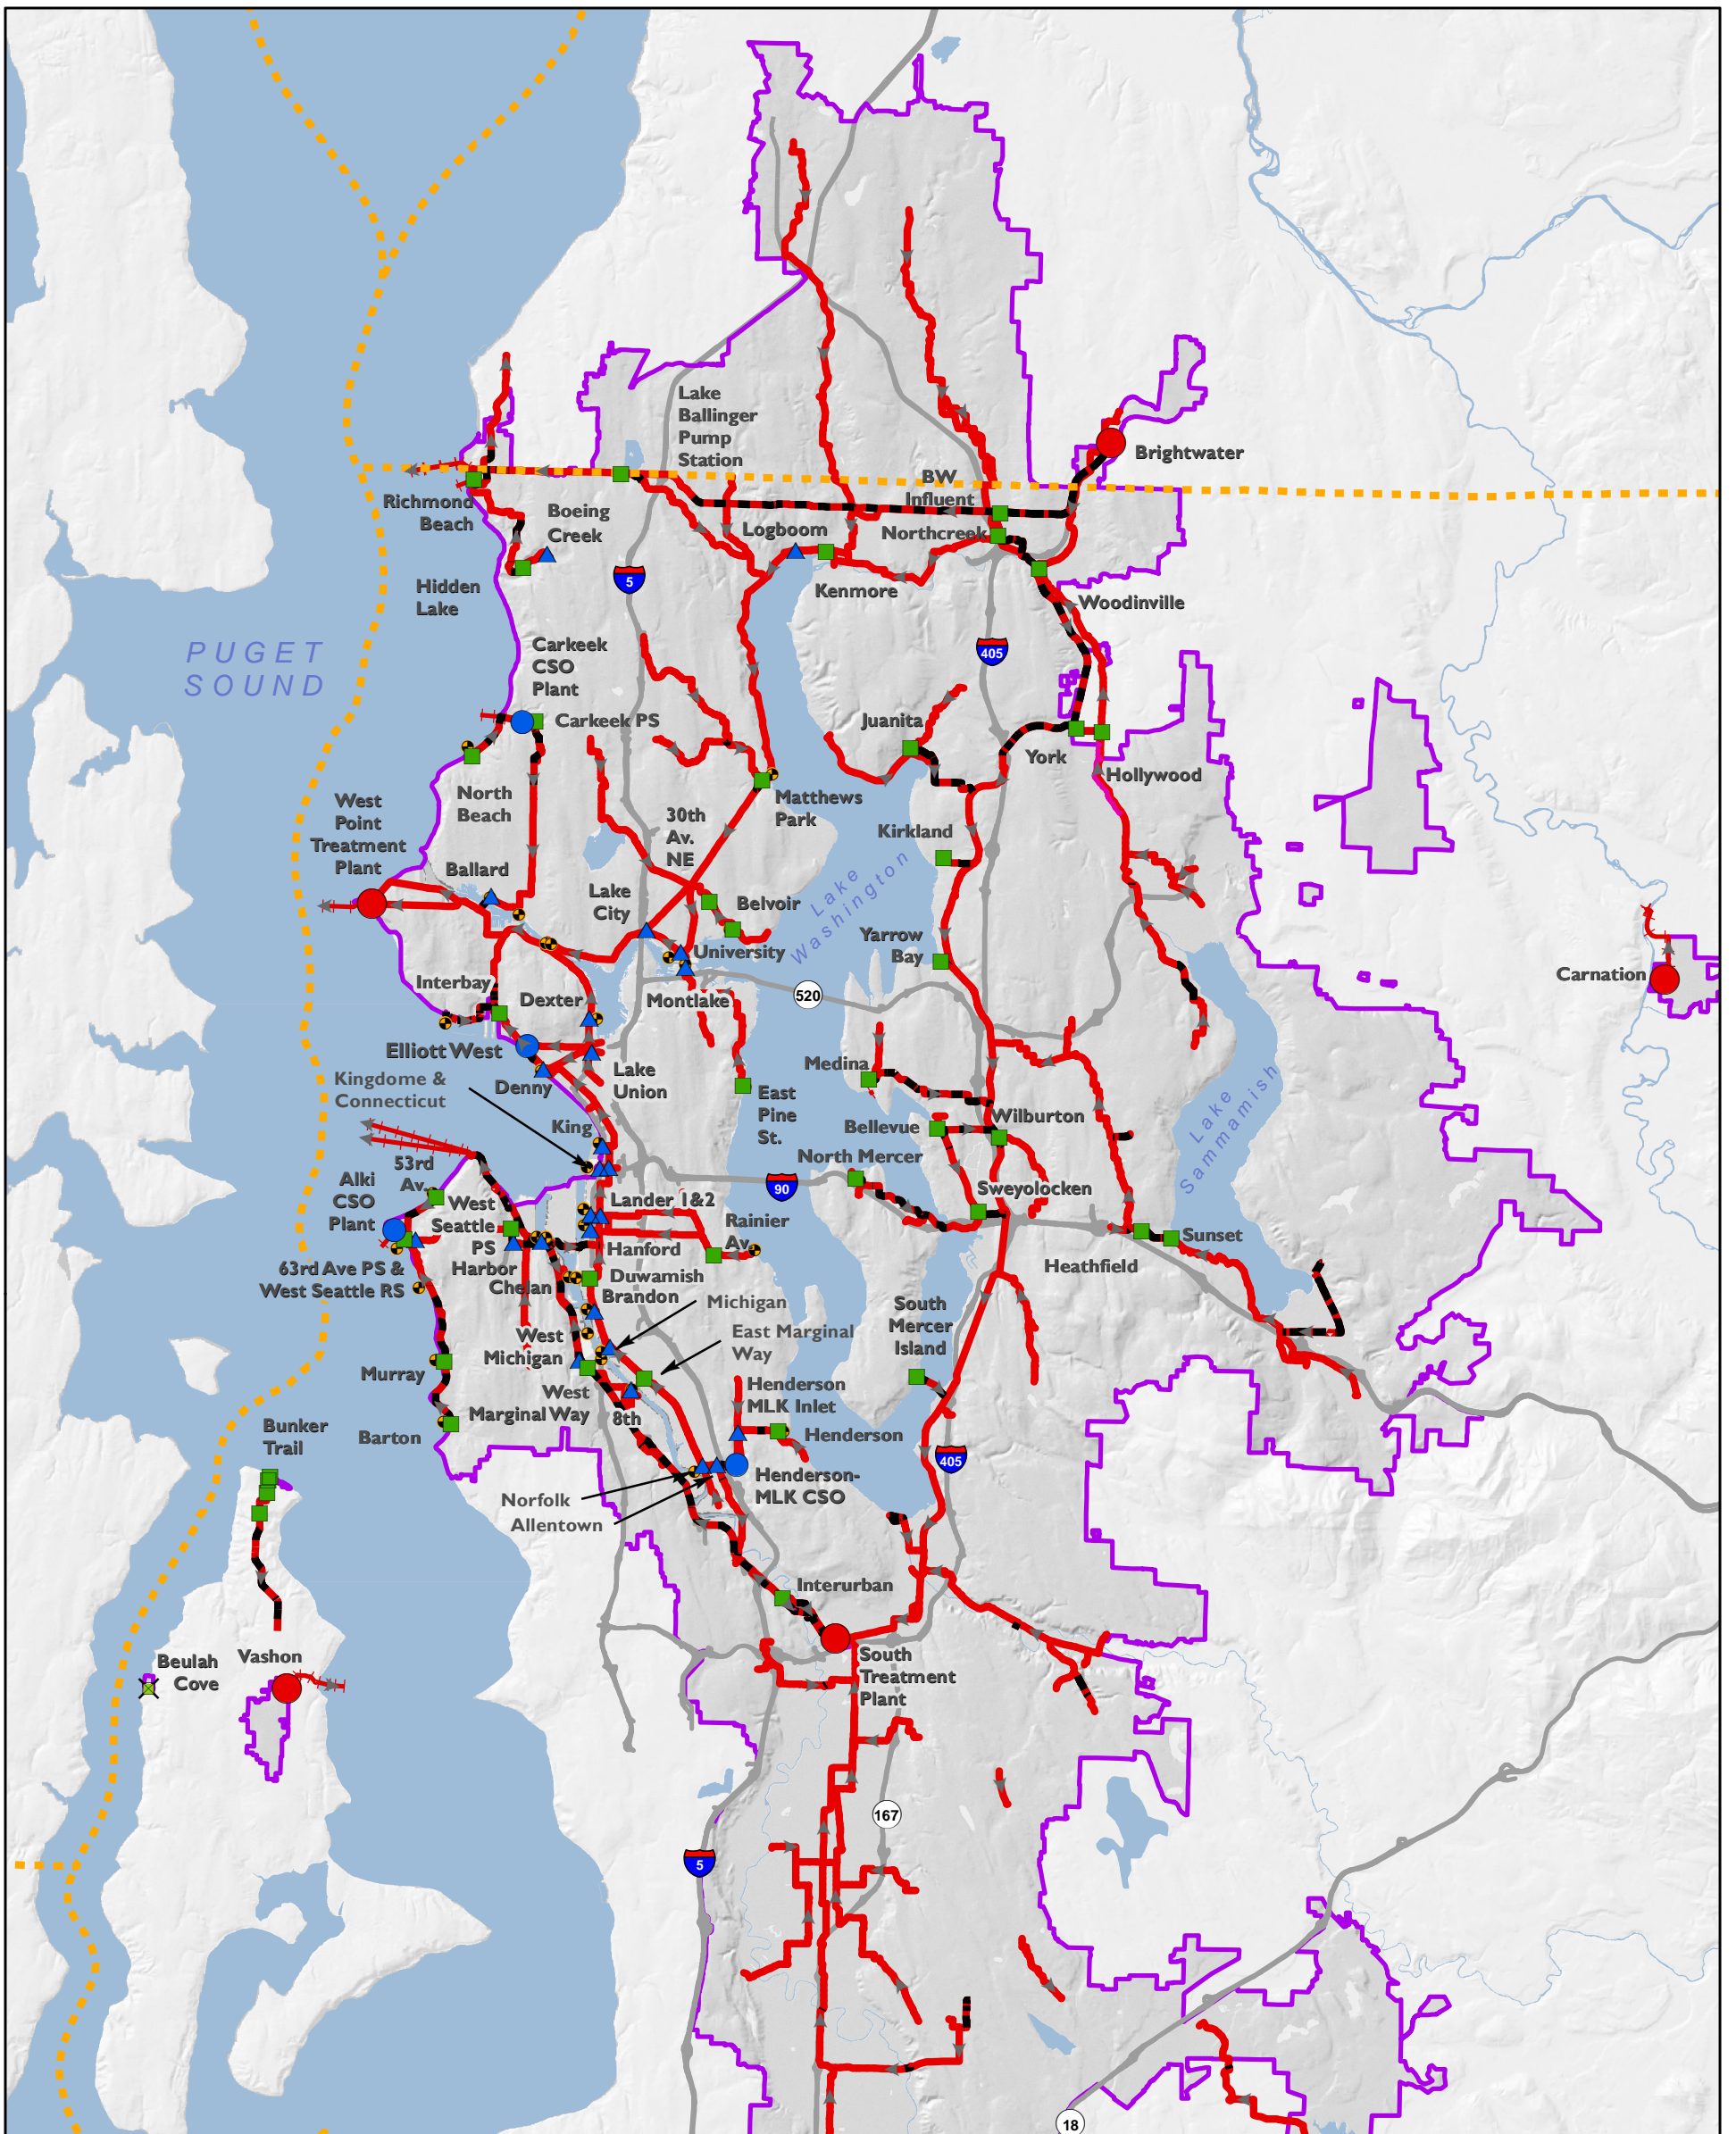 Lake
Ballinger
Pump
Station
Brightwater
BW
Influent
Richmond
Beach
Boeing
Creek
Logboom
Northcreek
5
Hidden
Lake
Kenmore
Woodinville
PUGET
SOUND
Carkeek
CSO
Plant
405
Carkeek PS
Juanita
York
Hollywood
North
Beach
Matthews
Park
West
Point
Treatment
Plant
30th
Av.
NE
Kirkland
Ballard
Lake
City
Belvoir
Lake
Washington
Yarrow
Bay
University
Carnation
Interbay
Dexter
Montlake
520
Elliott West
Kingdome &
Connecticut
Denny
Lake
Union
East
Pine
St.
Medina
Lake
Sammamish
King
Bellevue
Wilburton
North Mercer
53rd
Av.
Alki
CSO
Plant
90
West
Seattle
PS
Lander 1&2
Sweyolocken
Rainier
Av.
Sunset
Hanford
Heathfield
63rd Ave PS &
West Seattle RS
Harbor
Chelan
Duwamish
Brandon
Michigan
South
Mercer
Island
East Marginal
Way
West
Michigan
Murray
West
Marginal Way
8th
Henderson
MLK Inlet
Henderson
Barton
Bunker
Trail
405
Henderson-
MLK CSO
Norfolk
Allentown
Interurban
Beulah
Cove
Vashon
South
Treatment
Plant
167
5
18